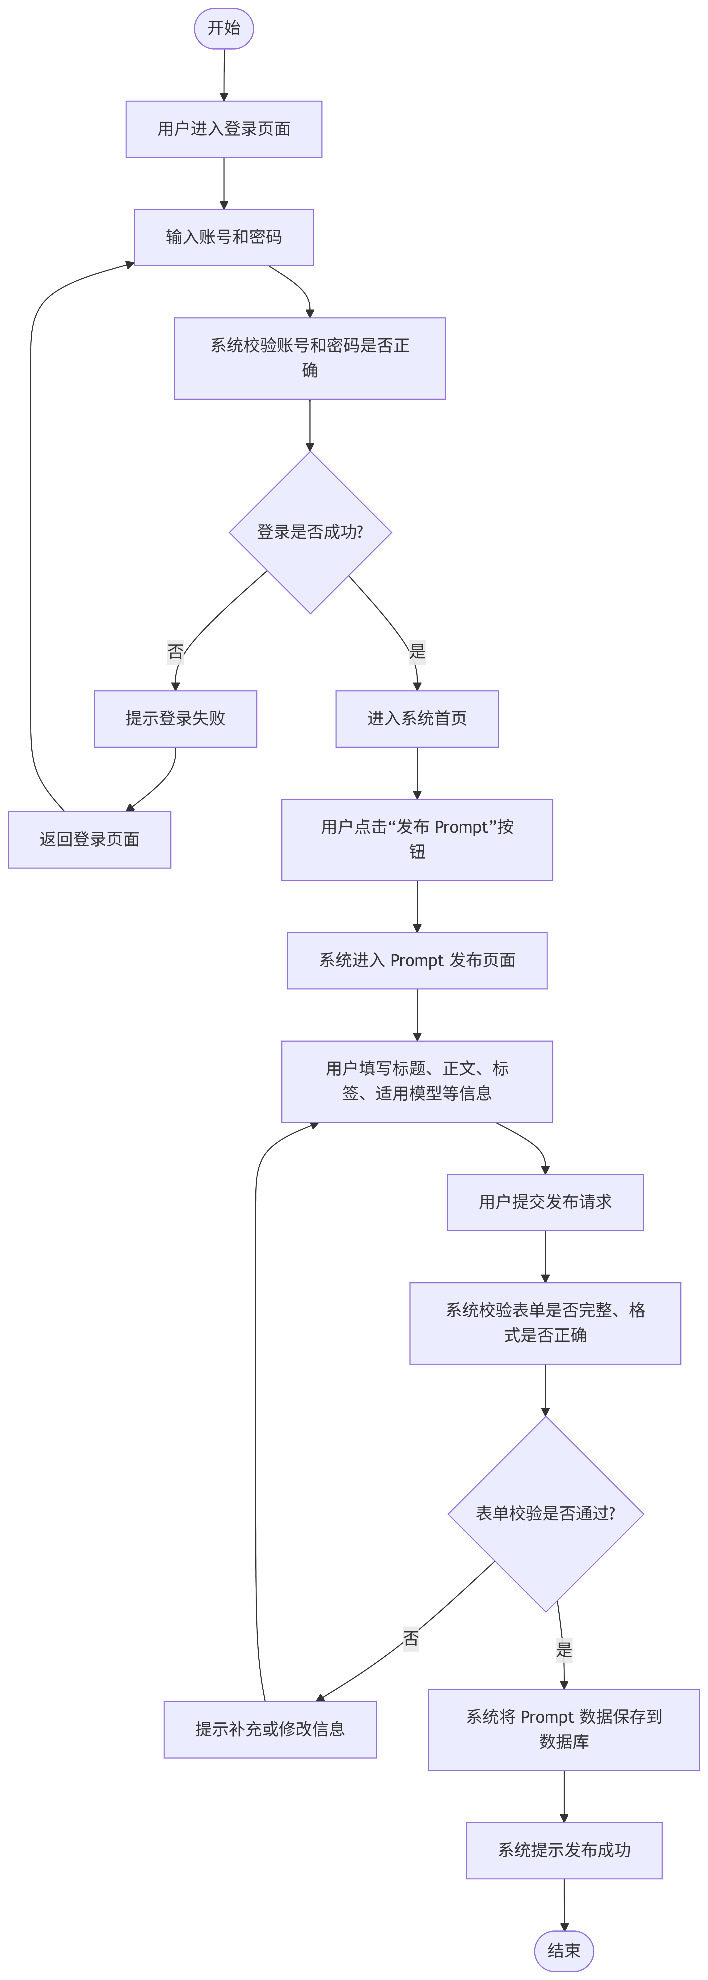 开始
用户进入登录页面
输入账号和密码
系统校验账号和密码是否正
确
登录是否成功?
否
是
提示登录失败
进入系统首页
返回登录页面
用户点击“发布 Prompt”按
钮
系统进入 Prompt 发布页面
用户填写标题、正文、标
签、适用模型等信息
用户提交发布请求
系统校验表单是否完整、格
式是否正确
表单校验是否通过?
否
是
提示补充或修改信息
系统将 Prompt 数据保存到
数据库
系统提示发布成功
结束